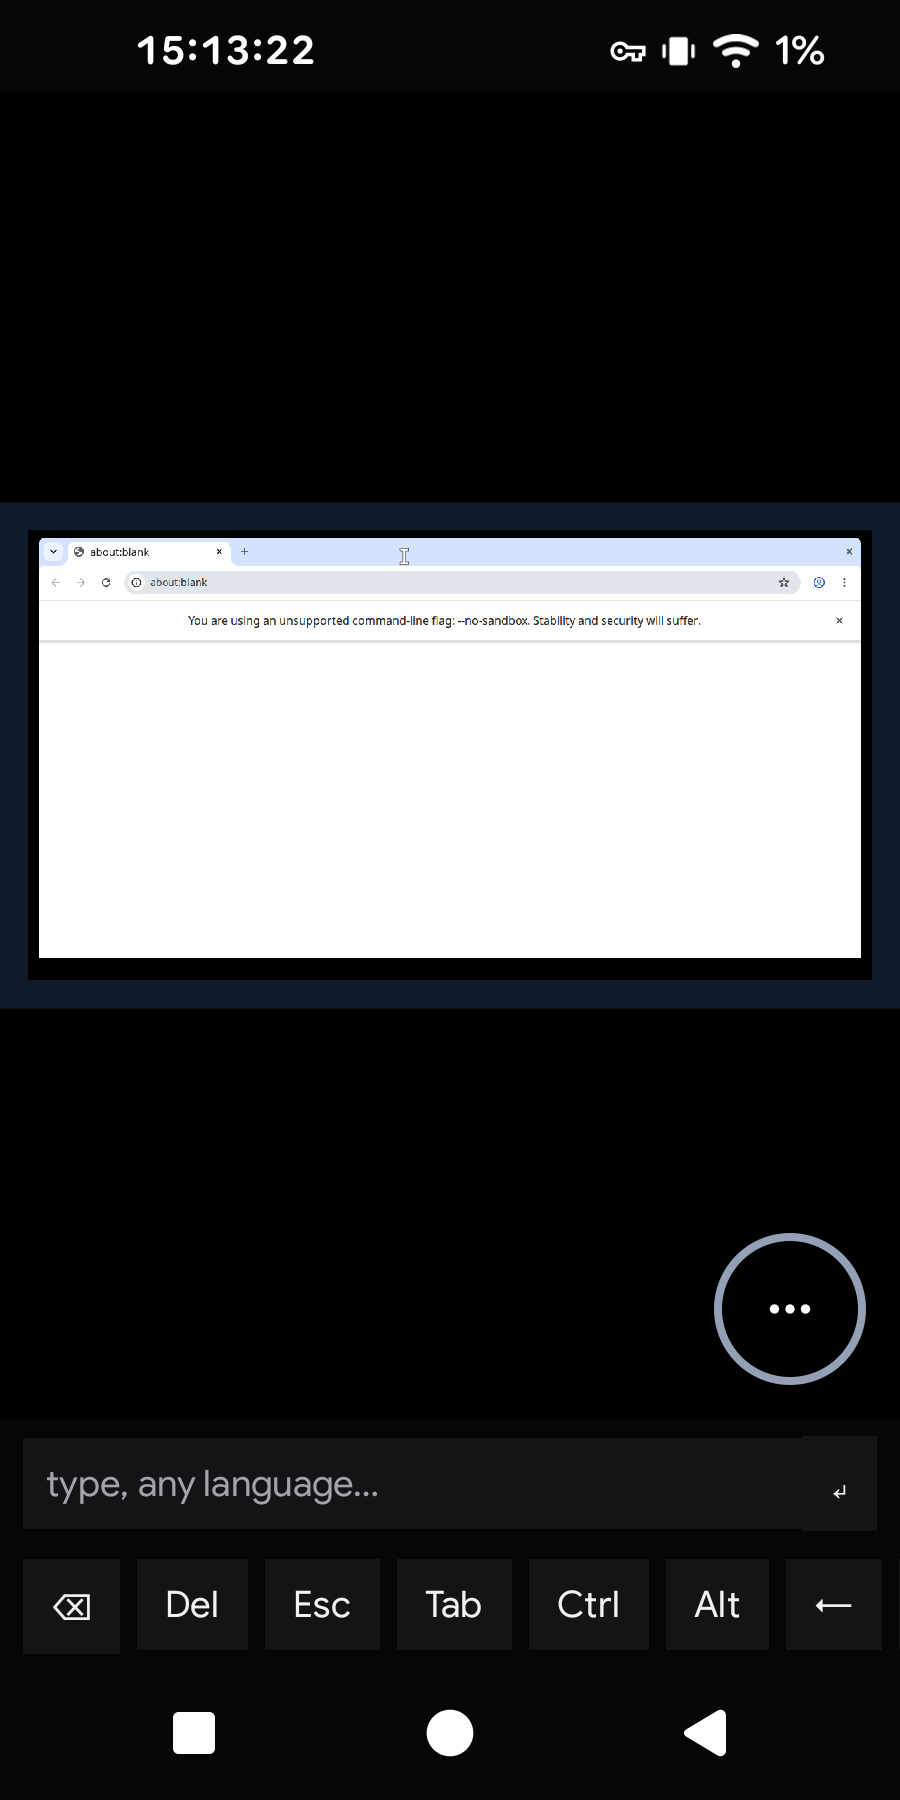 15:13:22 1%
about:blank
about:blank
You are using an unsupported command-line flag: --no-sandbox. Stability and security will suffer.
type, any language...
Del Esc Tab Ctrl Alt